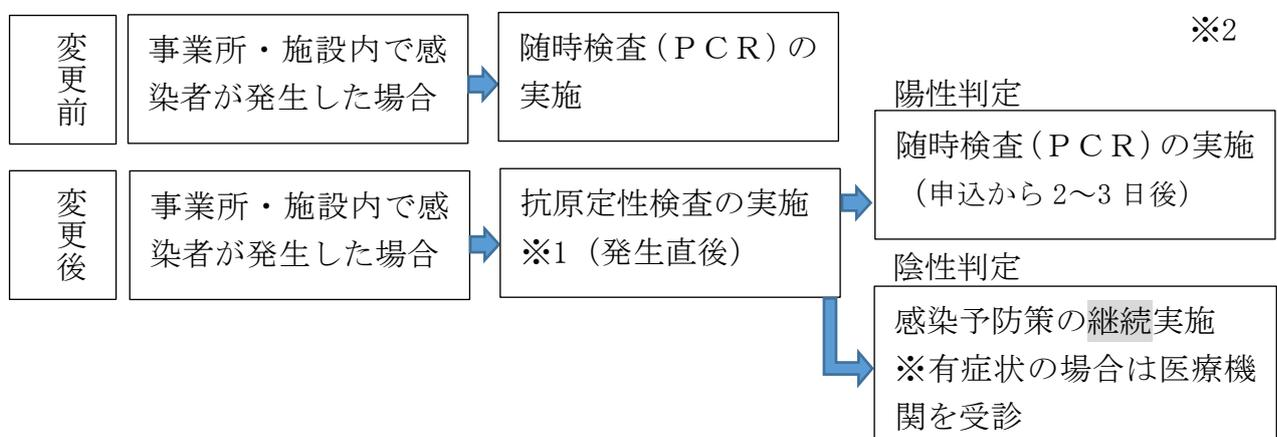 ※2
変更前
事業所・施設内で感
染者が発生した場合
随時検査（ＰＣＲ）の
実施
陽性判定
随時検査（ＰＣＲ）の実施
（申込から 2～3 日後）
変更後
事業所・施設内で感
染者が発生した場合
抗原定性検査の実施
※1（発生直後）
陰性判定
感染予防策の継続実施
※有症状の場合は医療機
関を受診